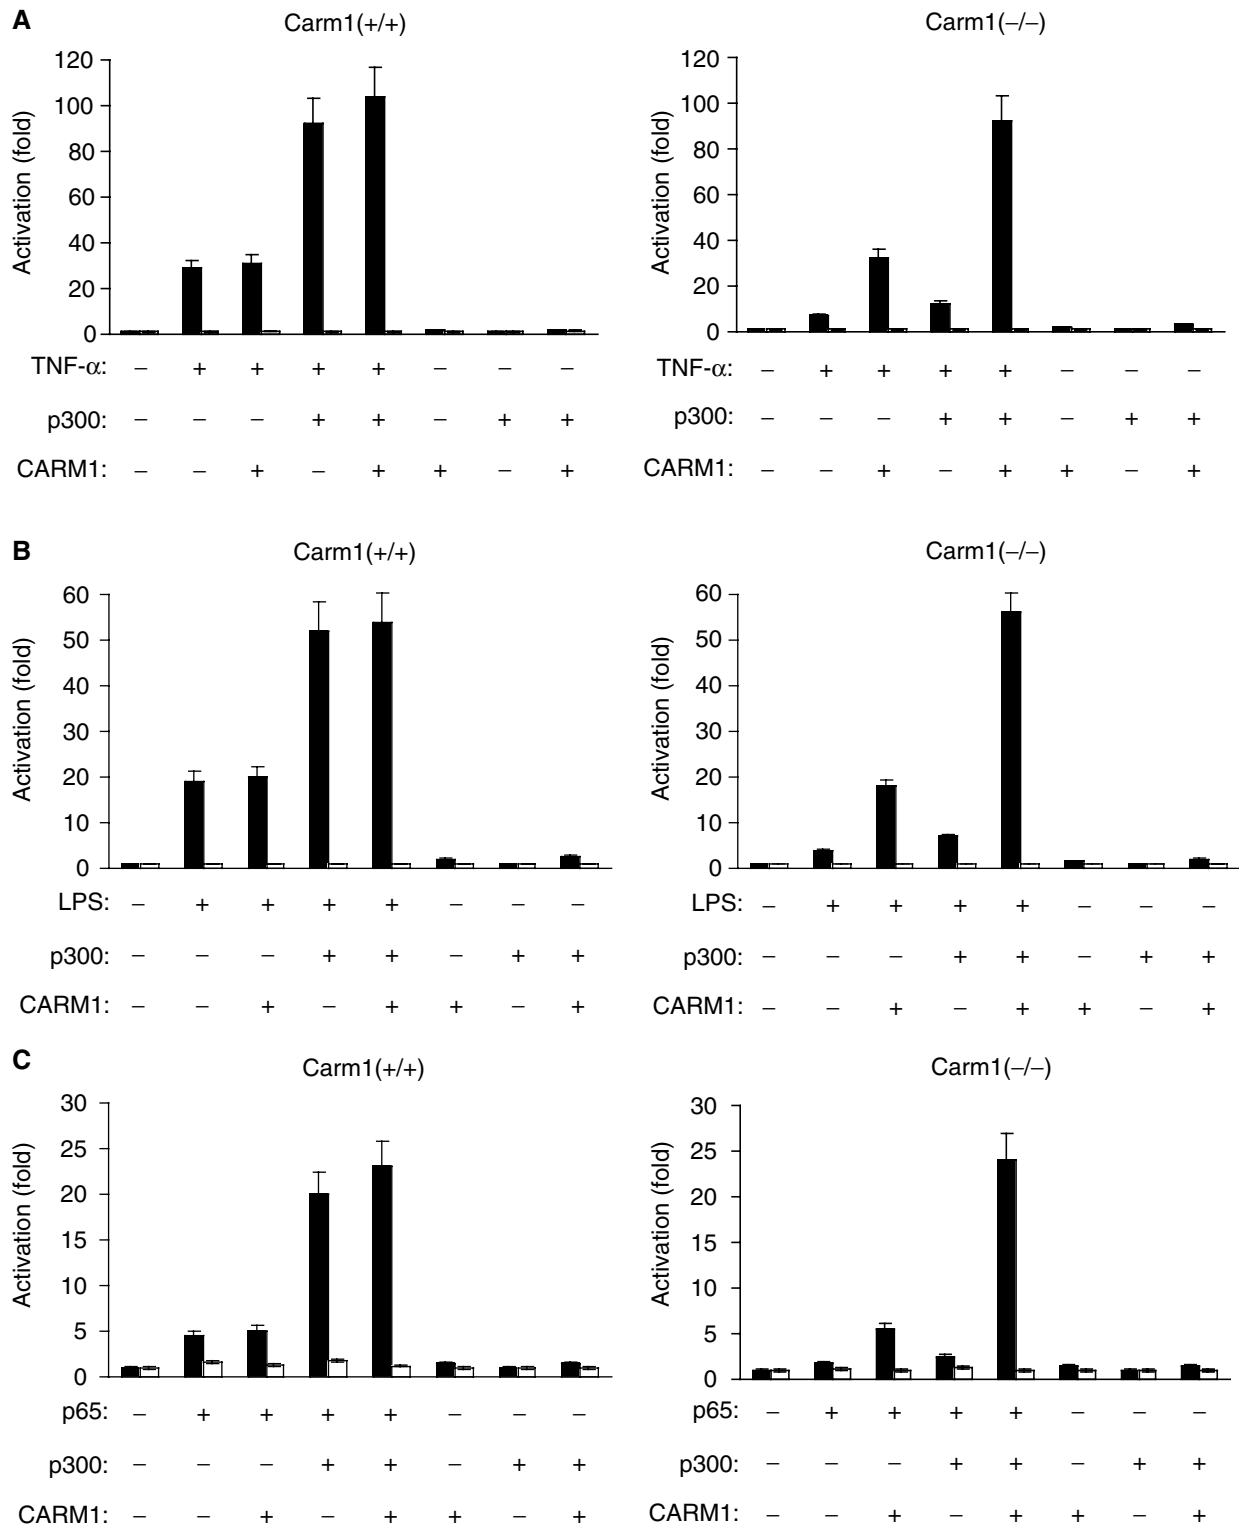 A
Carm1(+/+)
Carm1(−/−)
Activation (fold)
120
100
80
60
40
20
0
TNF-α: − + + + + − − −
p300: − − − + + − + +
CARM1: − − + − + + − +
Activation (fold)
120
100
80
60
40
20
0
TNF-α: − + + + + − − −
p300: − − − + + − + +
CARM1: − − + − + + − +
B
Carm1(+/+)
Carm1(−/−)
Activation (fold)
60
50
40
30
20
10
0
LPS: − + + + + − − −
p300: − − − + + − + +
CARM1: − − + − + + − +
Activation (fold)
60
50
40
30
20
10
0
LPS: − + + + + − − −
p300: − − − + + − + +
CARM1: − − + − + + − +
C
Carm1(+/+)
Carm1(−/−)
Activation (fold)
30
25
20
15
10
5
0
p65: − + + + + − − −
p300: − − − + + − + +
CARM1: − − + − + + − +
Activation (fold)
30
25
20
15
10
5
0
p65: − + + + + − − −
p300: − − − + + − + +
CARM1: − − + − + + − +